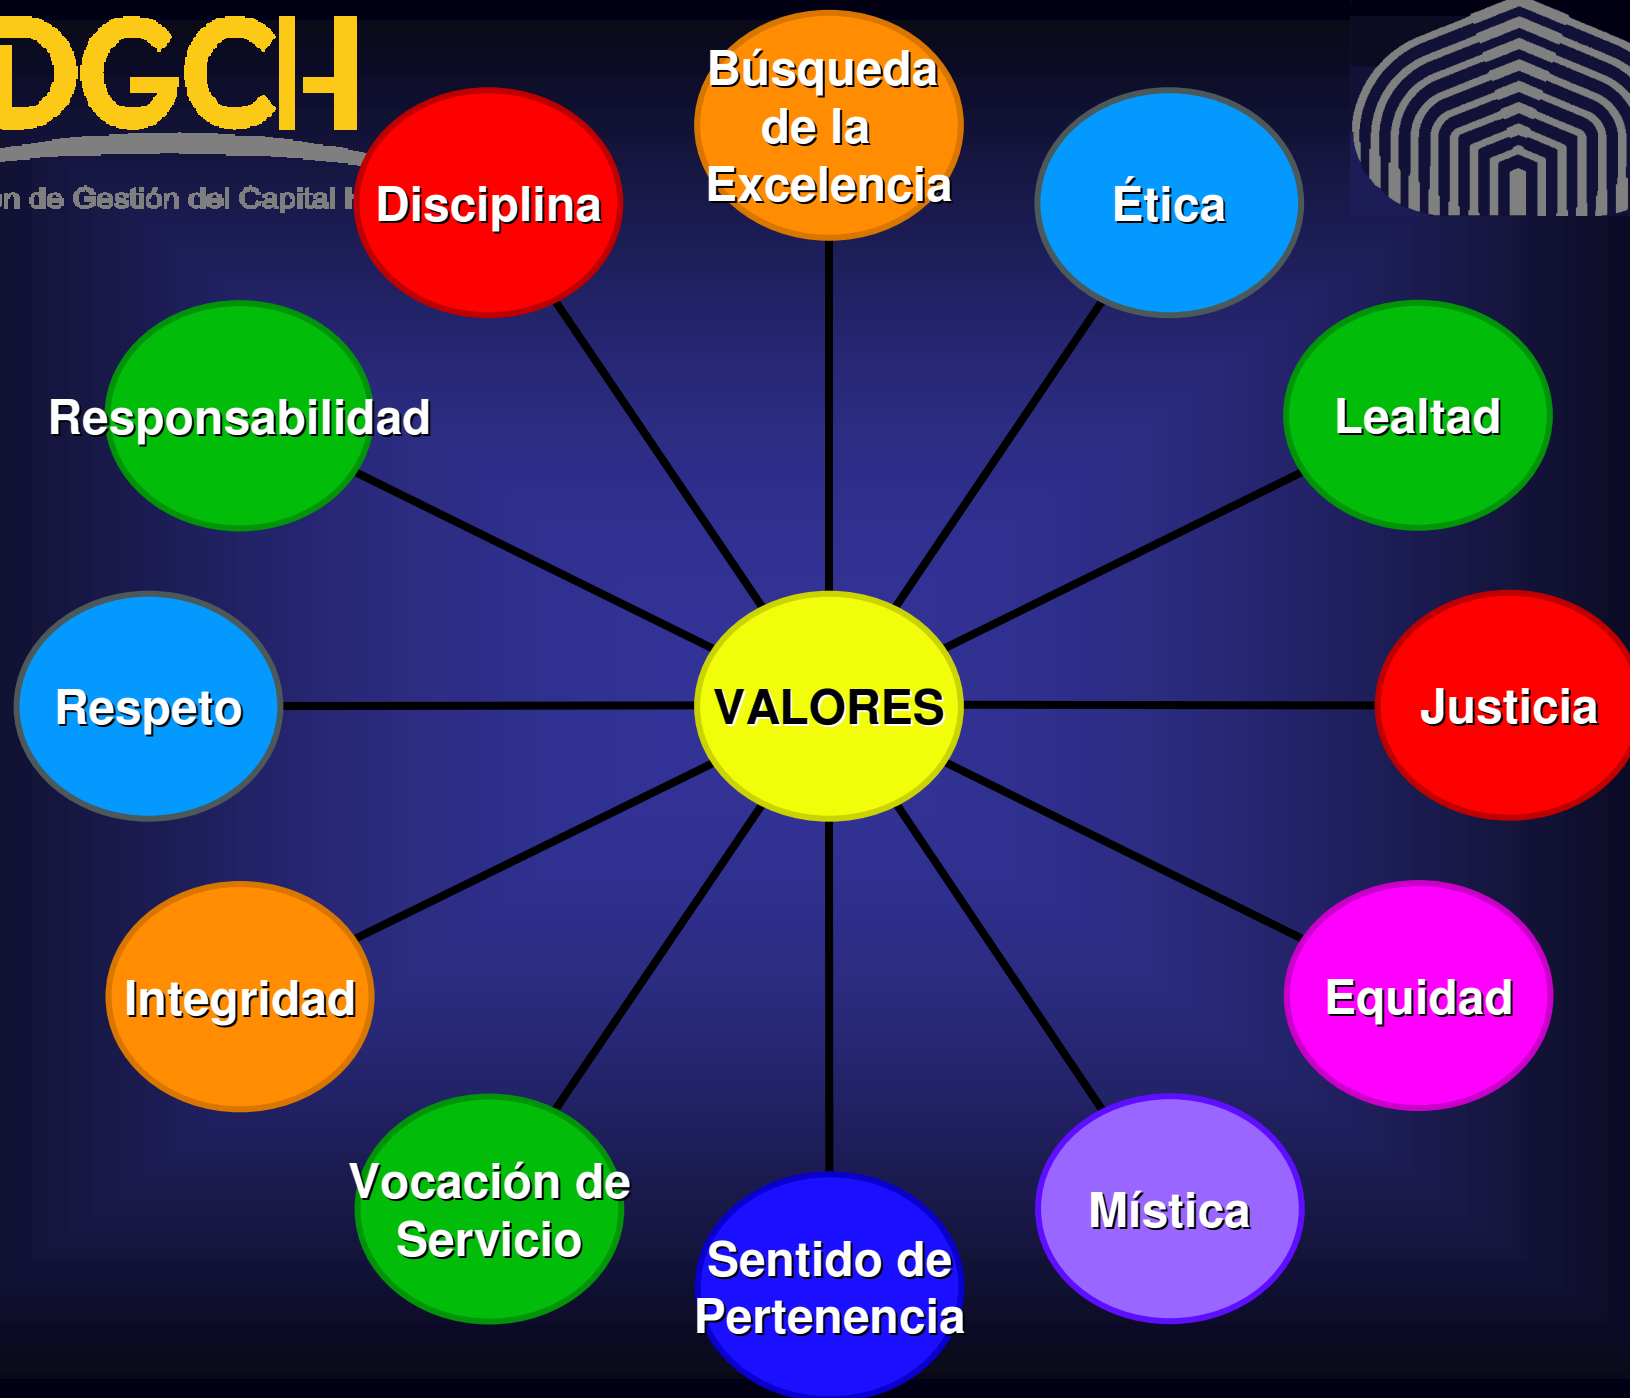 DGCH
de Gestión del Capital
Búsqueda
de la
Excelencia
Disciplina
Ética
Responsabilidad
Lealtad
Respeto
VALORES
Justicia
Integridad
Equidad
Vocación de
Servicio
Mística
Sentido de
Pertenencia